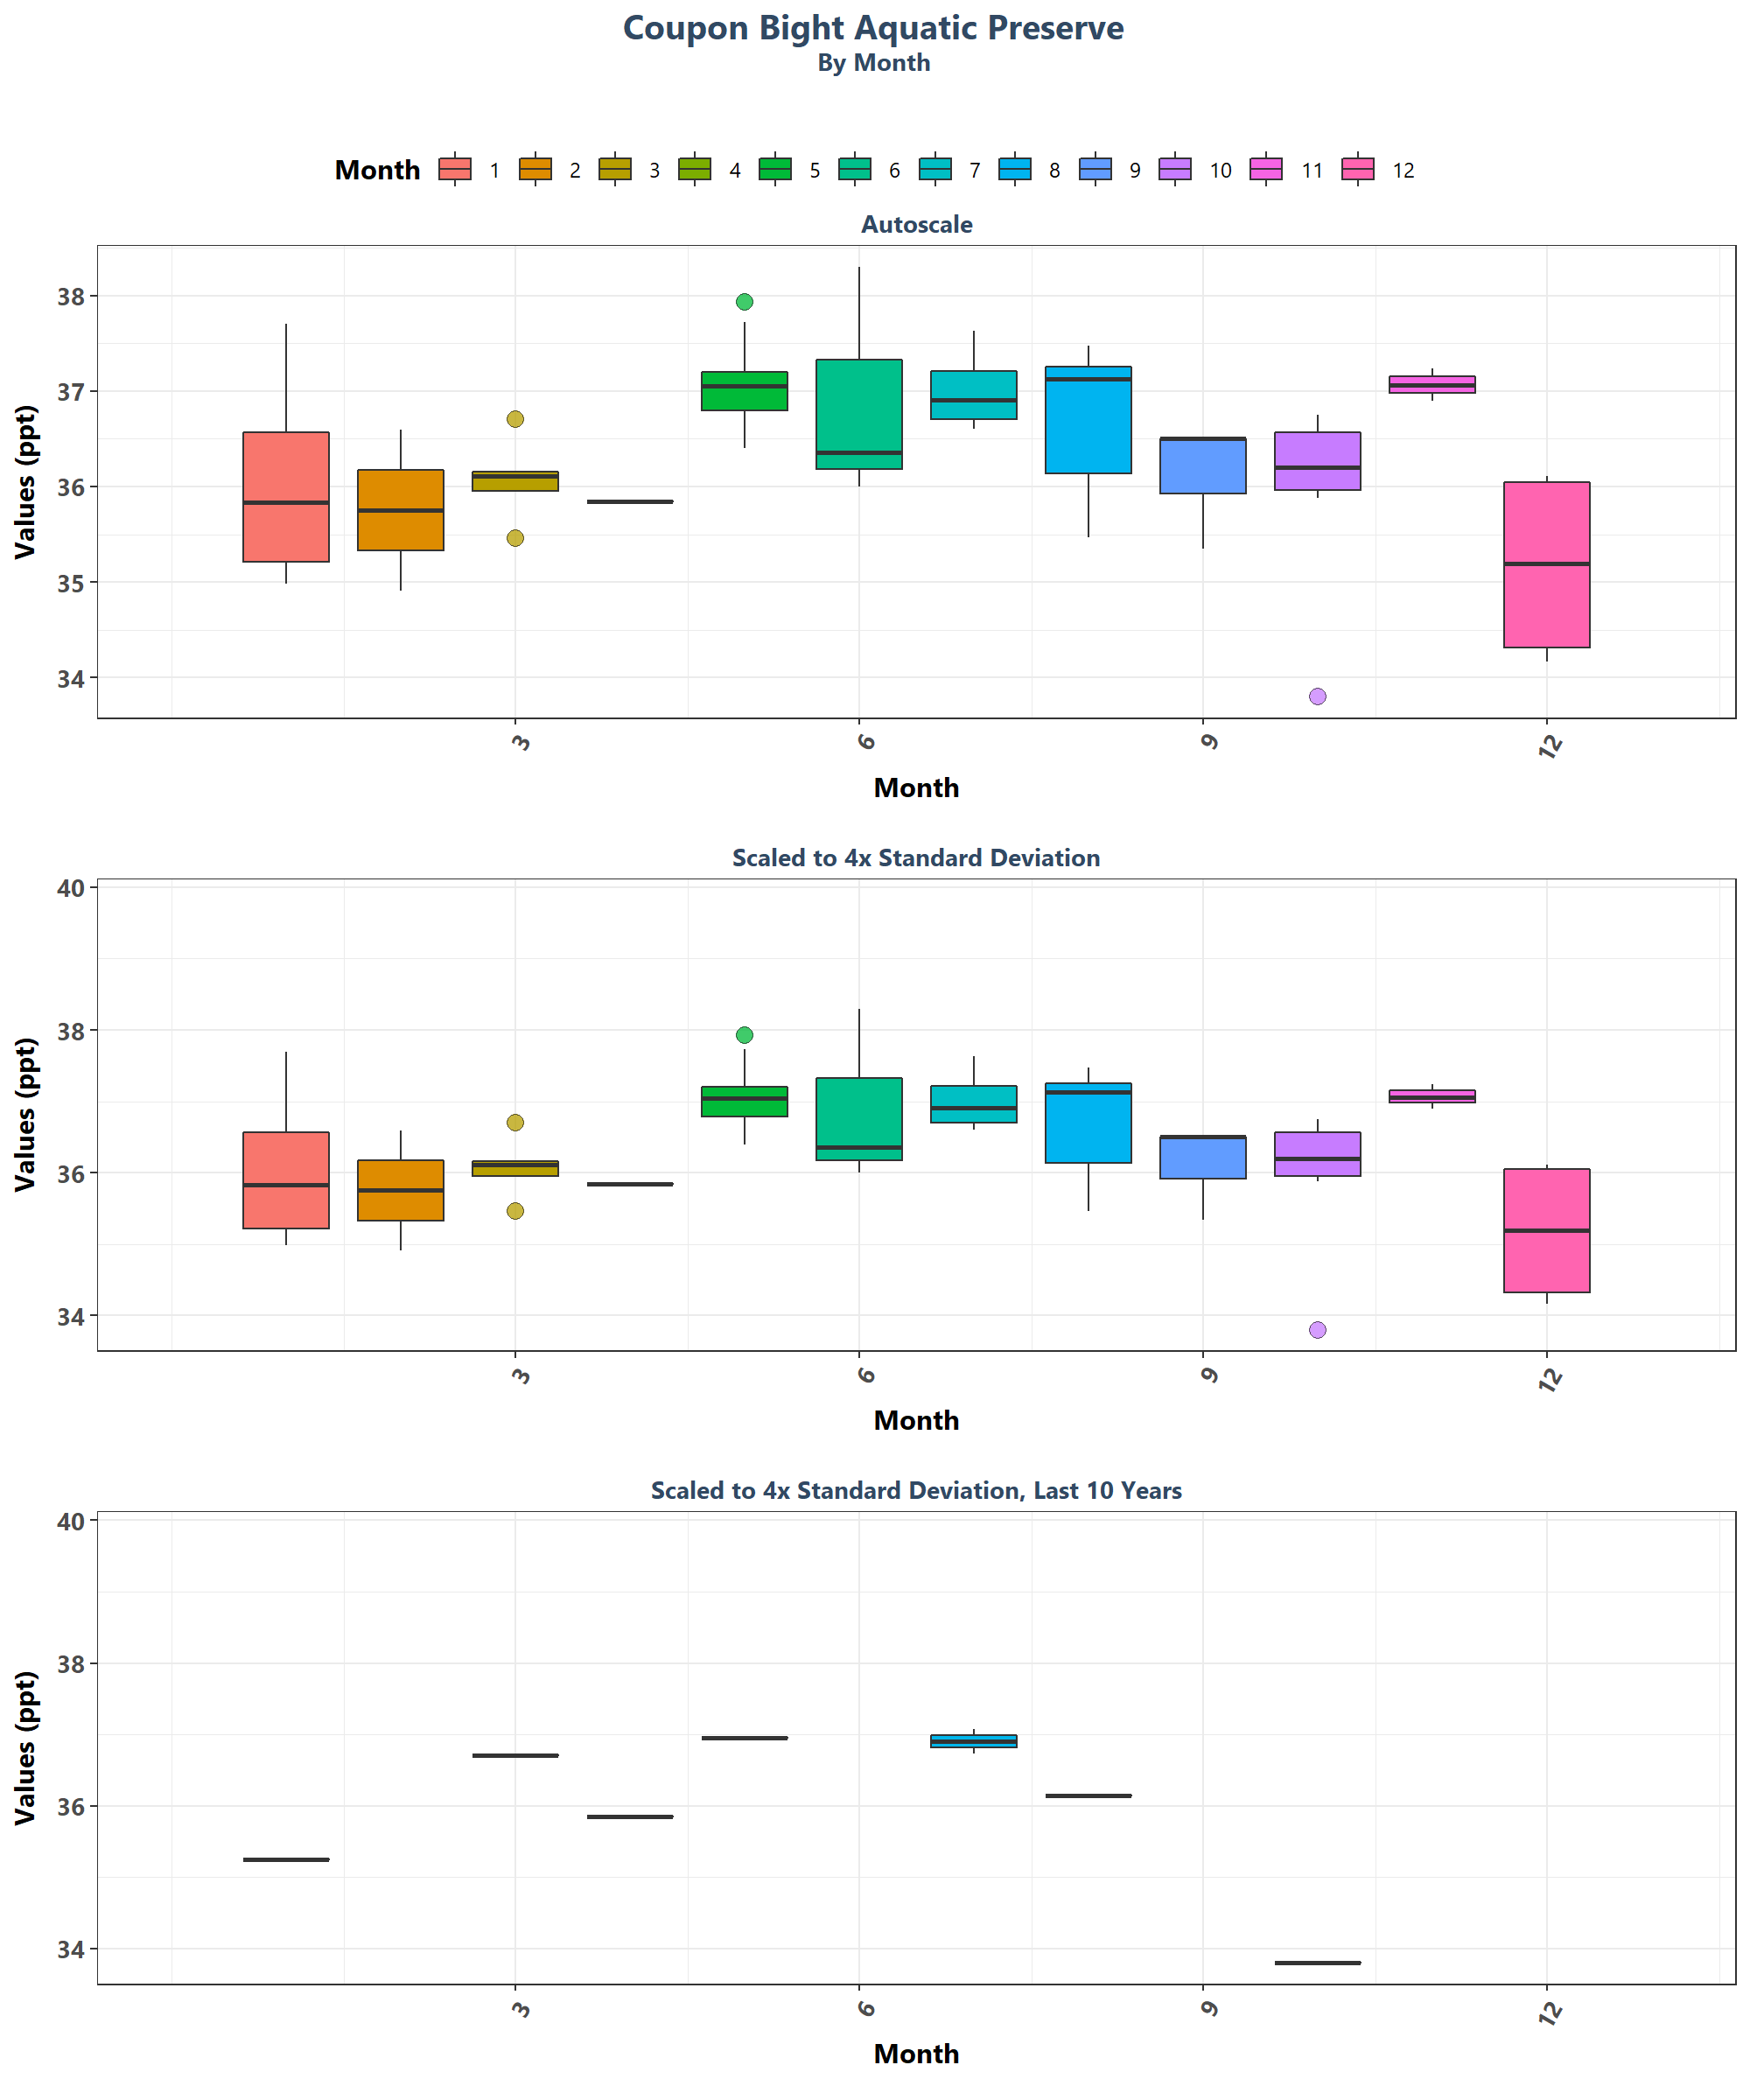 Coupon Bight Aquatic Preserve
By Month
Month 1 2 3 4 5 6 7 8 9 10 11 12
Autoscale
Values (ppt)
38
37
36
35
34
3 6 9 12
Month
Scaled to 4x Standard Deviation
Values (ppt)
40
38
36
34
3 6 9 12
Month
Scaled to 4x Standard Deviation, Last 10 Years
Values (ppt)
40
38
36
34
3 6 9 12
Month